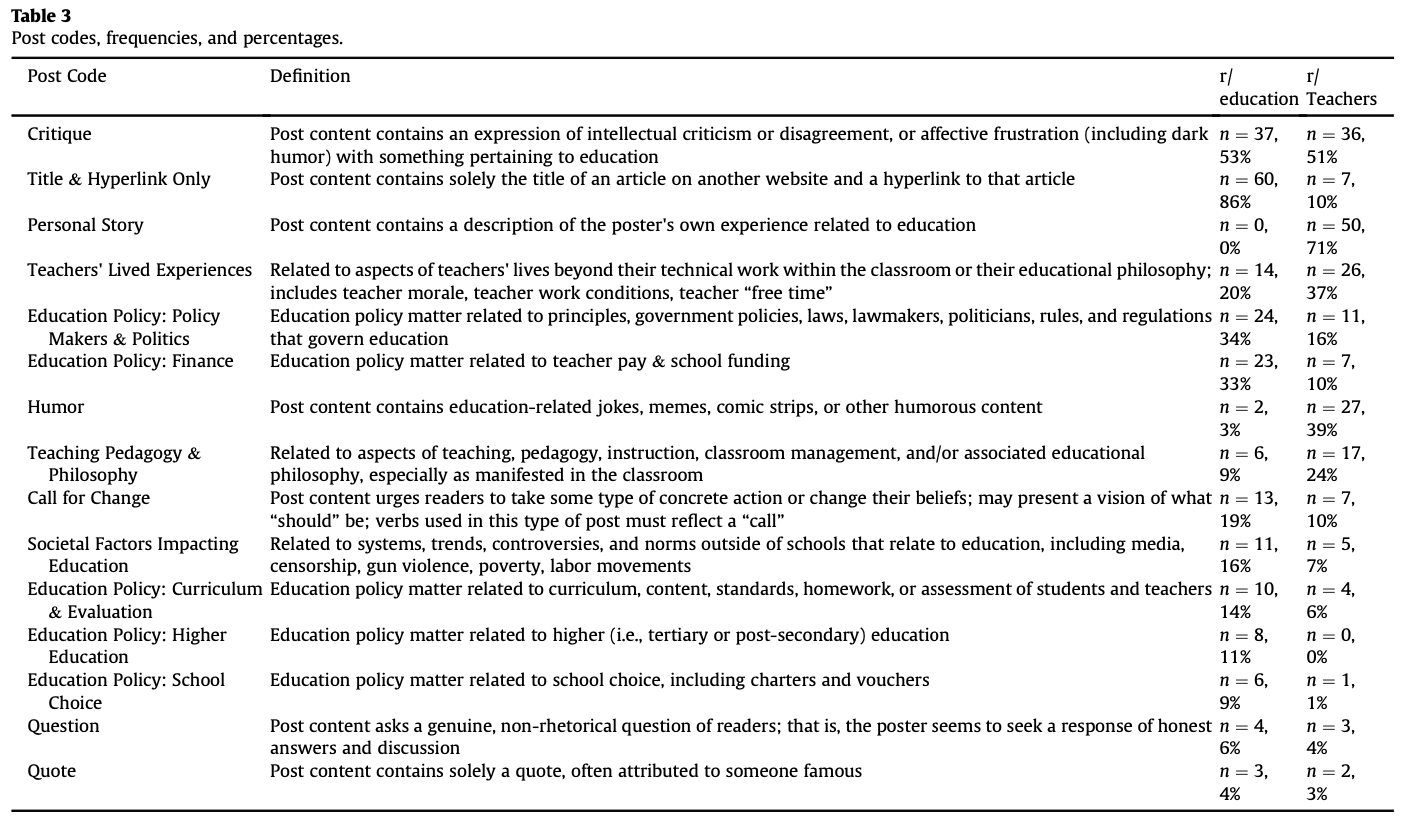 Table 3
Post codes, frequencies, and percentages.
Post Code Definition r/ r/
education Teachers
Critique Post content contains an expression of intellectual criticism or disagreement, or affective frustration (including dark n = 37, n = 36,
humor) with something pertaining to education 53% 51%
Title & Hyperlink Only Post content contains solely the title of an article on another website and a hyperlink to that article n = 60, n = 7,
86% 10%
Personal Story Post content contains a description of the poster's own experience related to education n = 0, n = 50,
0% 71%
Teachers' Lived Experiences Related to aspects of teachers' lives beyond their technical work within the classroom or their educational philosophy; n = 14, n = 26,
includes teacher morale, teacher work conditions, teacher “free time” 20% 37%
Education Policy: Policy Education policy matter related to principles, government policies, laws, lawmakers, politicians, rules, and regulations n = 24, n = 11,
Makers & Politics that govern education 34% 16%
Education Policy: Finance Education policy matter related to teacher pay & school funding n = 23, n = 7,
33% 10%
Humor Post content contains education-related jokes, memes, comic strips, or other humorous content n = 2, n = 27,
3% 39%
Teaching Pedagogy & Related to aspects of teaching, pedagogy, instruction, classroom management, and/or associated educational n = 6, n = 17,
Philosophy philosophy, especially as manifested in the classroom 9% 24%
Call for Change Post content urges readers to take some type of concrete action or change their beliefs; may present a vision of what n = 13, n = 7,
“should” be; verbs used in this type of post must reflect a “call” 19% 10%
Societal Factors Impacting Related to systems, trends, controversies, and norms outside of schools that relate to education, including media, n = 11, n = 5,
Education censorship, gun violence, poverty, labor movements 16% 7%
Education Policy: Curriculum Education policy matter related to curriculum, content, standards, homework, or assessment of students and teachers n = 10, n = 4,
& Evaluation 14% 6%
Education Policy: Higher Education policy matter related to higher (i.e., tertiary or post-secondary) education n = 8, n = 0,
Education 11% 0%
Education Policy: School Education policy matter related to school choice, including charters and vouchers n = 6, n = 1,
Choice 9% 1%
Question Post content asks a genuine, non-rhetorical question of readers; that is, the poster seems to seek a response of honest n = 4, n = 3,
answers and discussion 6% 4%
Quote Post content contains solely a quote, often attributed to someone famous n = 3, n = 2,
4% 3%